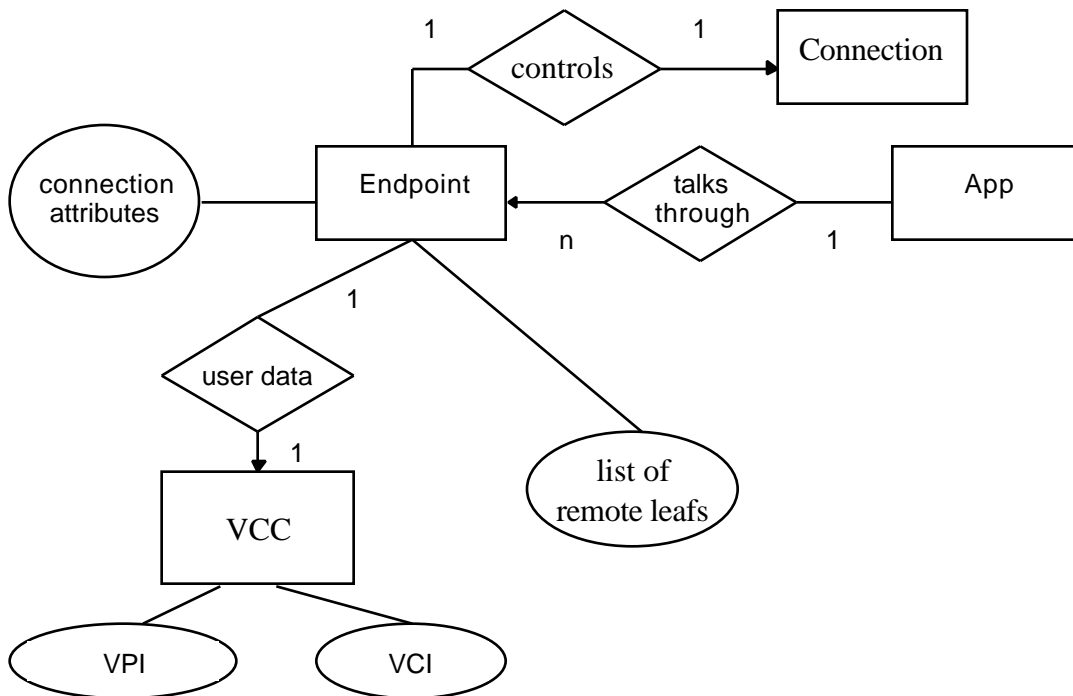 1
1
controls
Connection
connection
attributes
Endpoint
talks
through
App
n
1
1
user data
1
list of
remote leafs
VCC
VPI
VCI